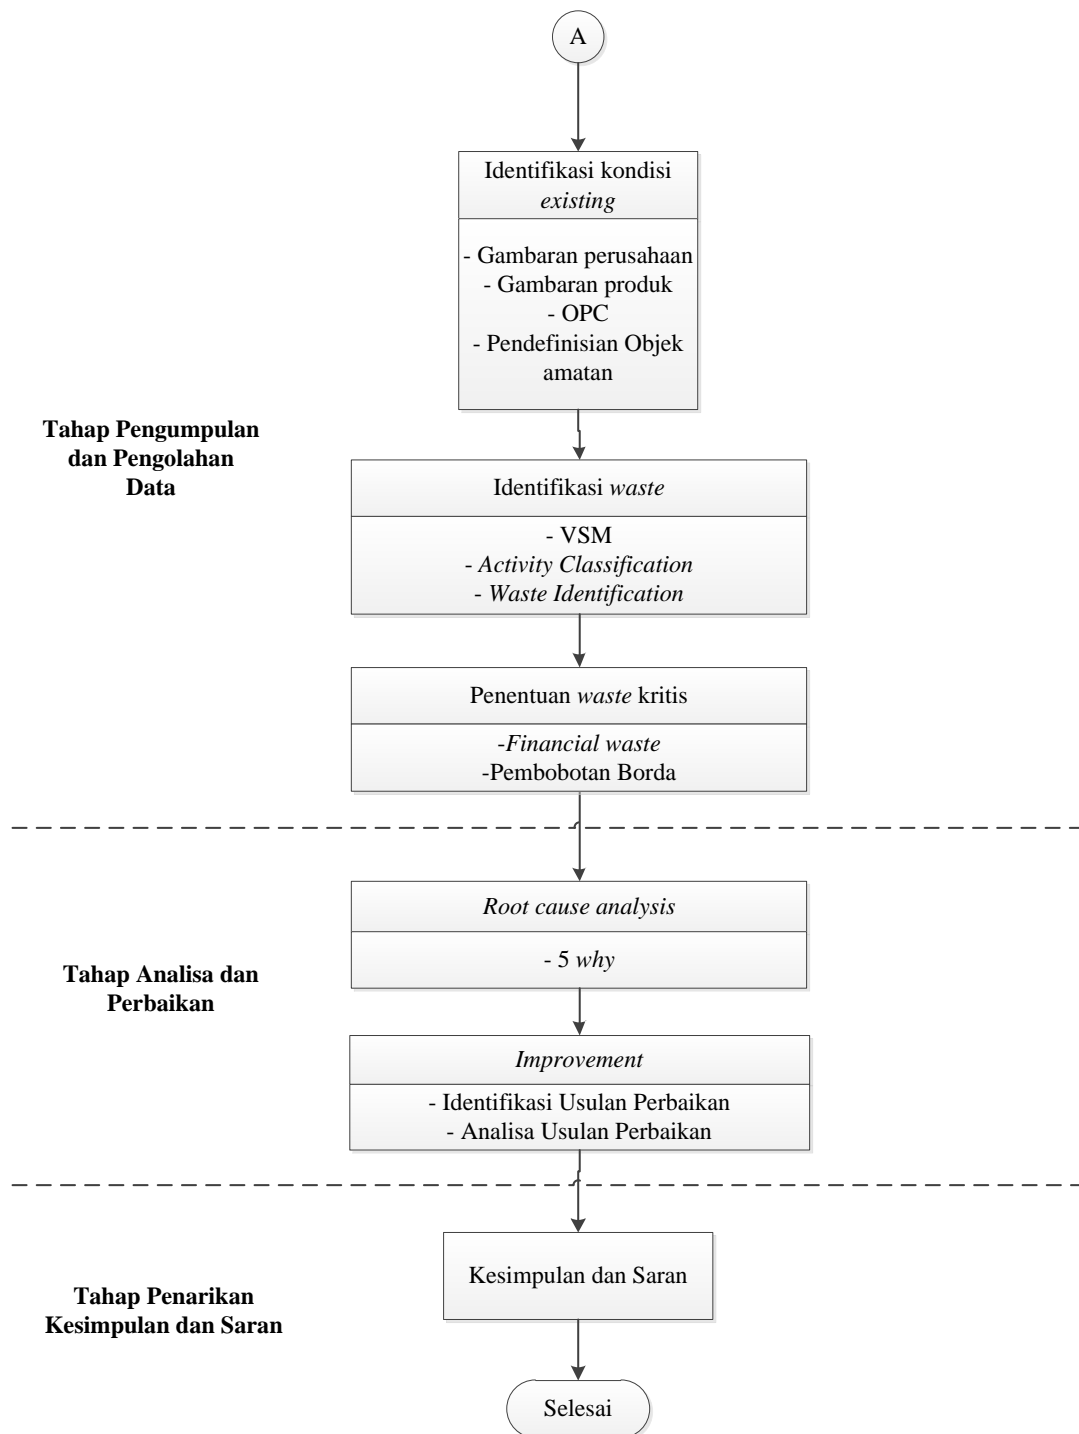 A
Identifikasi kondisi
existing
- Gambaran perusahaan
- Gambaran produk
- OPC
- Pendefinisian Objek
amatan
Tahap Pengumpulan
dan Pengolahan
Data
Identifikasi waste
- VSM
- Activity Classification
- Waste Identification
Penentuan waste kritis
-Financial waste
-Pembobotan Borda
Root cause analysis
- 5 why
Tahap Analisa dan
Perbaikan
Improvement
- Identifikasi Usulan Perbaikan
- Analisa Usulan Perbaikan
Kesimpulan dan Saran
Tahap Penarikan
Kesimpulan dan Saran
Selesai